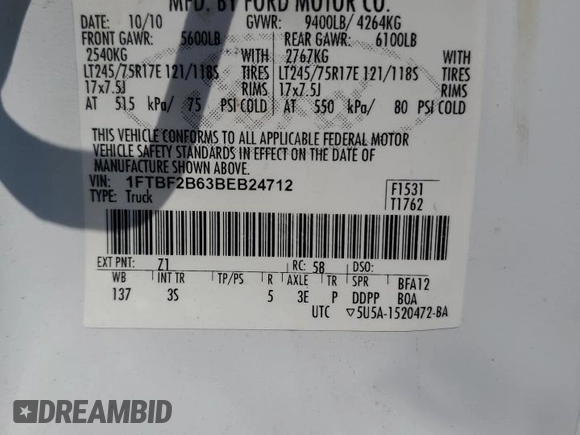 MFD. BY FORD MOTOR CO.
DATE: 10/10 GVWR: 9400LB/ 4264KG
FRONT GAWR: 5600LB REAR GAWR: 6100LB
2540KG WITH 2767KG WITH
LT245/75R17E 121/118S TIRES LT245/75R17E 121/118S TIRES
17x7.5J RIMS 17x7.5J RIMS
AT 515 kPa/ 75 PSI COLD AT 550 kPa/ 80 PSI COLD
THIS VEHICLE CONFORMS TO ALL APPLICABLE FEDERAL MOTOR
VEHICLE SAFETY STANDARDS IN EFFECT ON THE DATE OF
MANUFACTURE SHOWN ABOVE.
VIN: 1FTBF2B63BEB24712 F1531
TYPE: Truck T1762
EXT PNT: Z1 RC: 58 DSO:
WB INT TR TP/PS R AXLE TR SPR BFA12
137 3S 5 3E P DDPP BOA
UTC ▽5U5A-1520472-BA
DREAMBID